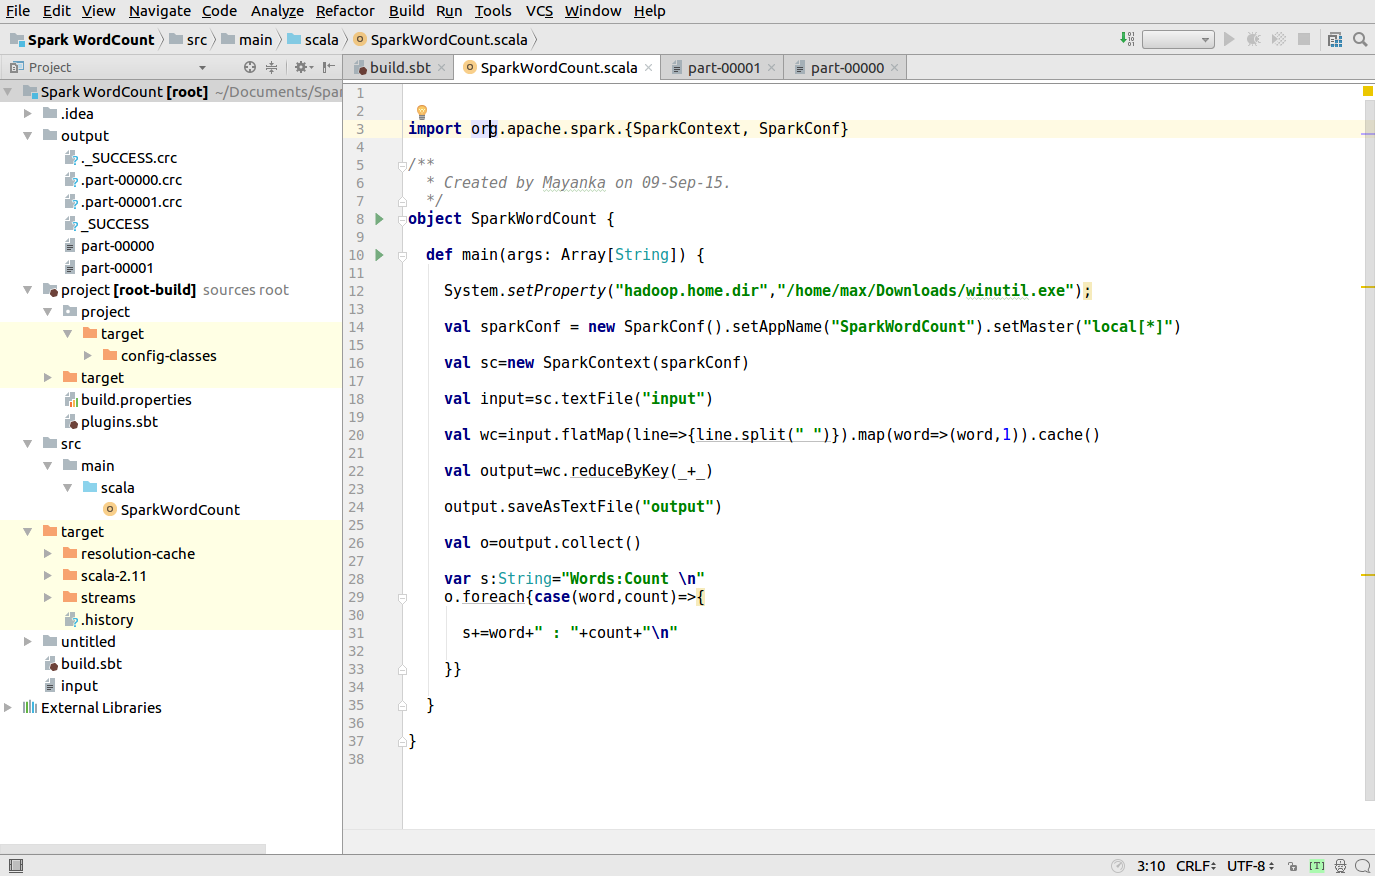 File Edit View Navigate Code Analyze Refactor Build Run Tools VCS Window Help
Spark WordCount src main scala SparkWordCount.scala
Project
build.sbt SparkWordCount.scala part-00001 part-00000
Spark WordCount [root] ~/Documents/Spar
.idea
output
._SUCCESS.crc
.part-00000.crc
.part-00001.crc
_SUCCESS
part-00000
part-00001
project [root-build] sources root
project
target
config-classes
target
build.properties
plugins.sbt
src
main
scala
SparkWordCount
target
resolution-cache
scala-2.11
streams
.history
untitled
build.sbt
input
External Libraries
1
2
3 import org.apache.spark.{SparkContext, SparkConf}
4
5 /**
6 * Created by Mayanka on 09-Sep-15.
7 */
8 object SparkWordCount {
9
10 def main(args: Array[String]) {
11
12 System.setProperty("hadoop.home.dir","/home/max/Downloads/winutil.exe");
13
14 val sparkConf = new SparkConf().setAppName("SparkWordCount").setMaster("local[*]")
15
16 val sc=new SparkContext(sparkConf)
17
18 val input=sc.textFile("input")
19
20 val wc=input.flatMap(line=>{line.split(" ")}).map(word=>(word,1)).cache()
21
22 val output=wc.reduceByKey(_+_)
23
24 output.saveAsTextFile("output")
25
26 val o=output.collect()
27
28 var s:String="Words:Count \n"
29 o.foreach{case(word,count)=>{
30
31 s+=word+" : "+count+"\n"
32
33 }}
34
35 }
36
37 }
38
3:10 CRLF UTF-8 [T]